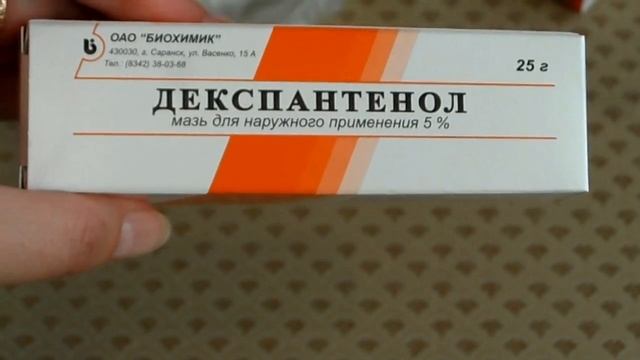 ОАО "БИОХИМИК"
430030, г. Саранск, ул. Васенко, 15 А
Тел.: (8342) 38-03-68
25 г
ДЕКСПАНТЕНОЛ
мазь для наружного применения 5 %